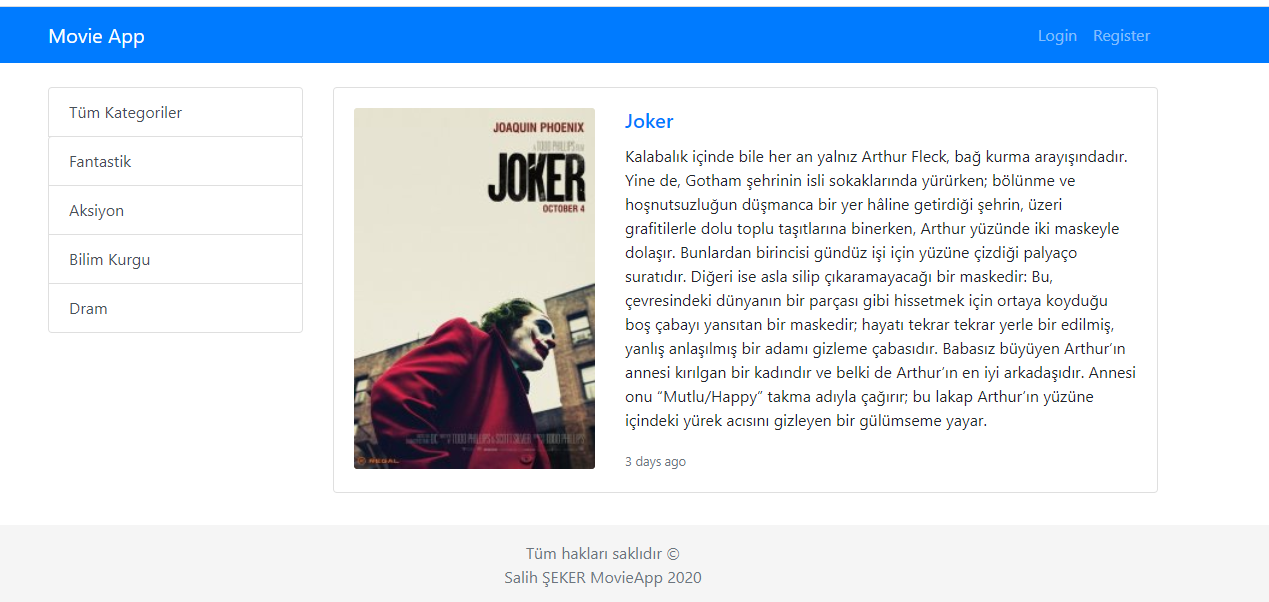 Movie App
Login Register
Tüm Kategoriler
Fantastik
Aksiyon
Bilim Kurgu
Dram
JOAQUIN PHOENIX
A TODD PHILLIPS FILM
JOKER
OCTOBER 4
Joker
Kalabalık içinde bile her an yalnız Arthur Fleck, bağ kurma arayışındadır.
Yine de, Gotham şehrinin isli sokaklarında yürürken; bölünme ve
hoşnutsuzluğun düşmanca bir yer hâline getirdiği şehrin, üzeri
grafitilerle dolu toplu taşıtlarına binerken, Arthur yüzünde iki maskeyle
dolaşır. Bunlardan birincisi gündüz işi için yüzüne çizdiği palyaço
suratıdır. Diğeri ise asla silip çıkaramayacağı bir maskedir: Bu,
çevresindeki dünyanın bir parçası gibi hissetmek için ortaya koyduğu
boş çabayı yansıtan bir maskedir; hayatı tekrar tekrar yerle bir edilmiş,
yanlış anlaşılmış bir adamı gizleme çabasıdır. Babasız büyüyen Arthur’ın
annesi kırılgan bir kadındır ve belki de Arthur’ın en iyi arkadaşıdır. Annesi
onu “Mutlu/Happy” takma adıyla çağırır; bu lakap Arthur’ın yüzüne
içindeki yürek acısını gizleyen bir gülümseme yayar.
3 days ago
Tüm hakları saklıdır ©
Salih ŞEKER MovieApp 2020